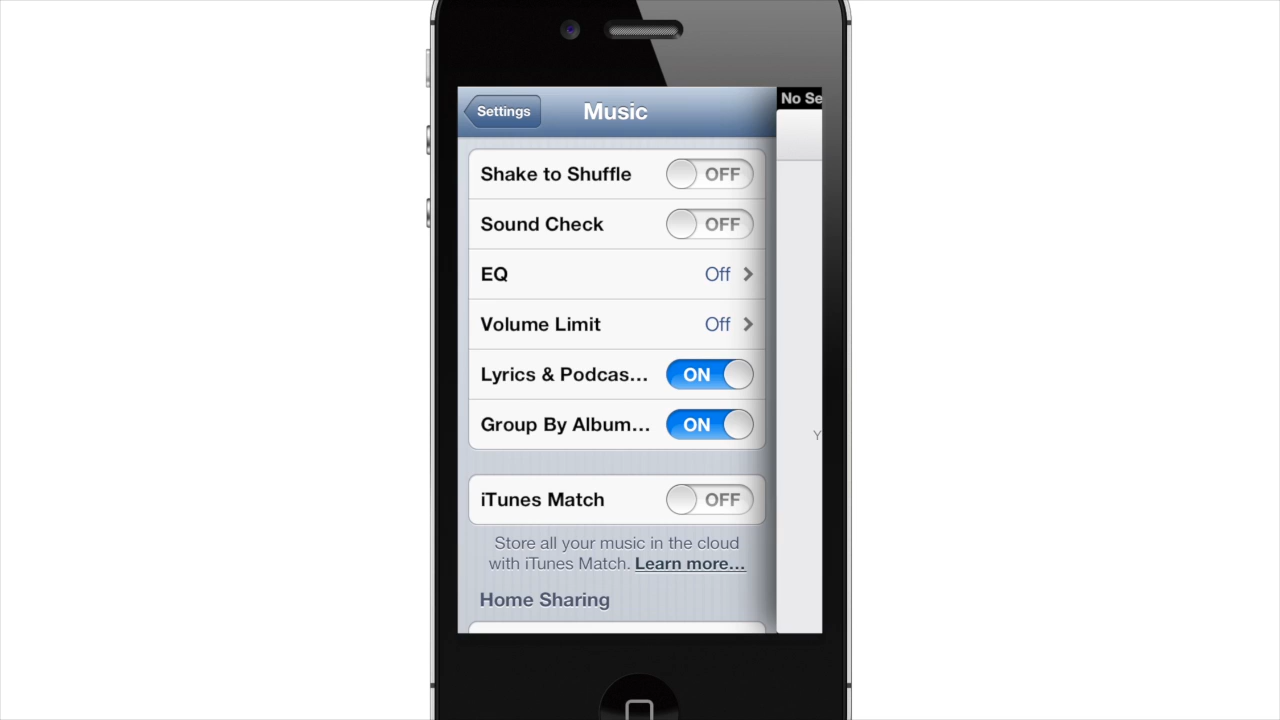 Settings
Music
No Se
Shake to Shuffle OFF
Sound Check OFF
EQ Off
Volume Limit Off
Lyrics & Podcas... ON
Group By Album... ON
Y
iTunes Match OFF
Store all your music in the cloud
with iTunes Match. Learn more...
Home Sharing